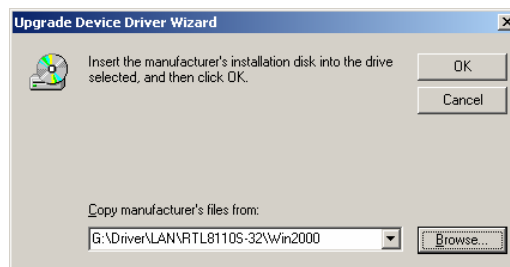 Upgrade Device Driver Wizard
Insert the manufacturer's installation disk into the drive
selected, and then click OK.
OK
Cancel
Copy manufacturer's files from:
G:\Driver\LAN\RTL8110S-32\Win2000
Browse...